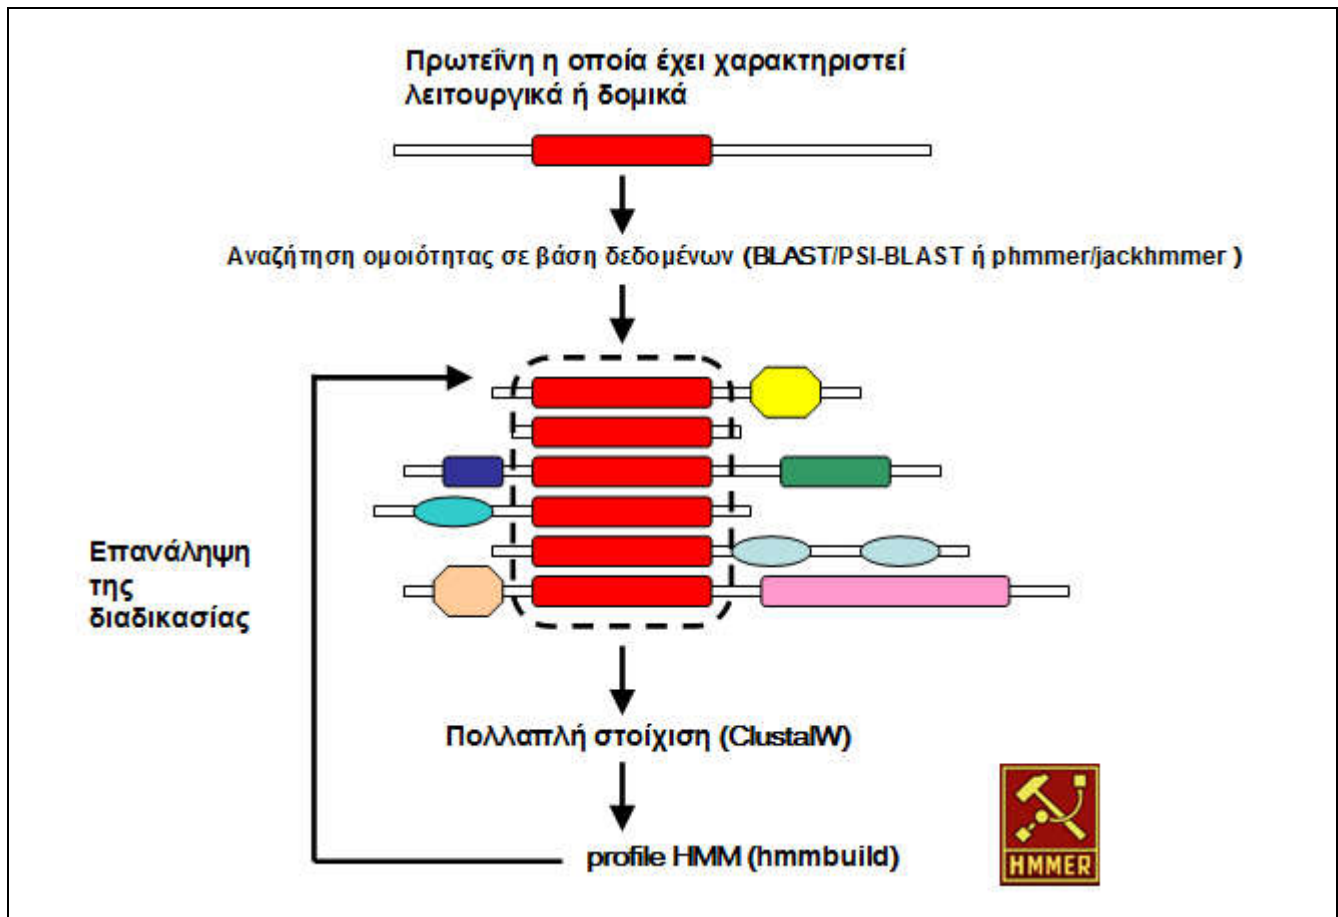 Πρωτεΐνη η οποία έχει χαρακτηριστεί
λειτουργικά ή δομικά
Αναζήτηση ομοιότητας σε βάση δεδομένων (BLAST/PSI-BLAST ή phmmer/jackhmmer )
Επανάληψη
της
διαδικασίας
Πολλαπλή στοίχιση (ClustalW)
profile HMM (hmmbuild)
HMMER